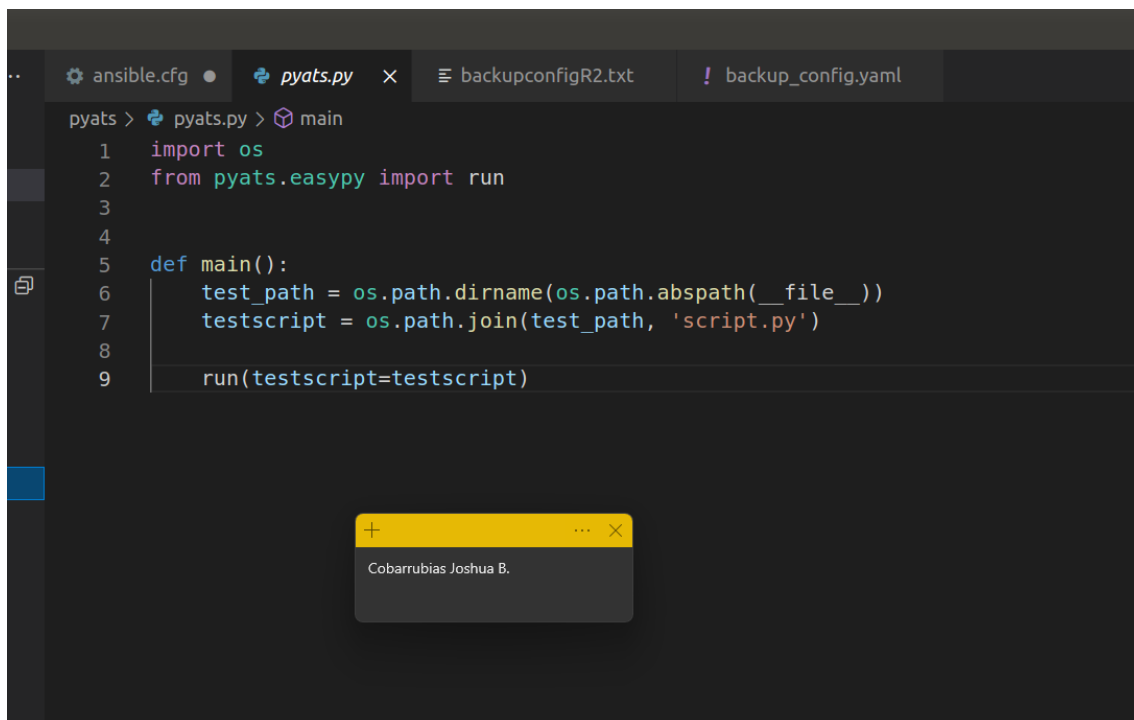 ansible.cfg ● pyats.py × backupconfigR2.txt ! backup_config.yaml
pyats > pyats.py > main
1 import os
2 from pyats.easypy import run
3
4
5 def main():
6     test_path = os.path.dirname(os.path.abspath(__file__))
7     testscript = os.path.join(test_path, 'script.py')
8
9     run(testscript=testscript)
Cobarrubias Joshua B.